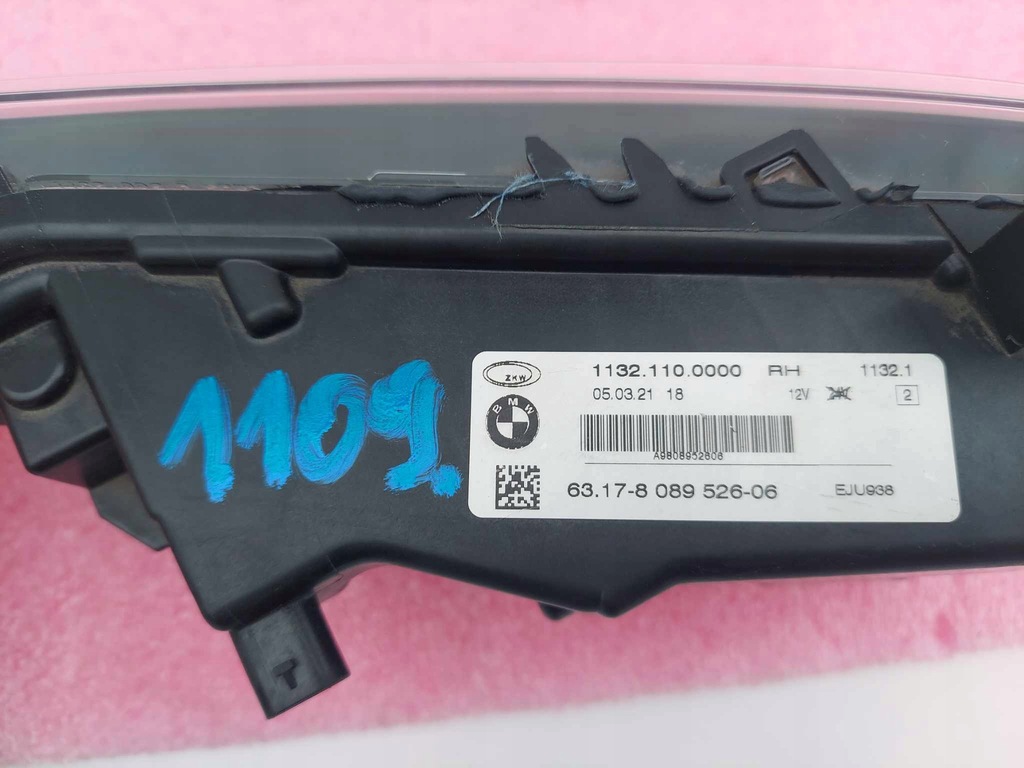 1109.
ZKW
1132.110.0000 RH 1132.1
05.03.21 18 12V 2
BMW
A9808952606
63.17-8 089 526-06 EJU938
T